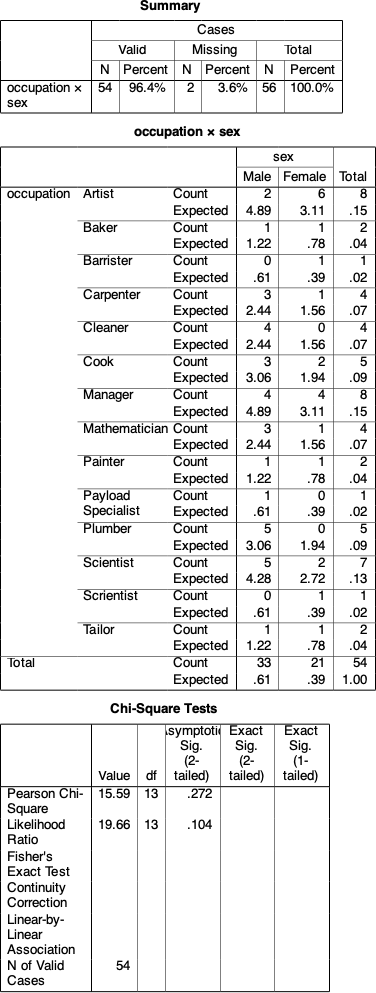 Summary
Cases
Valid Missing Total
N Percent N Percent N Percent
occupation × 54 96.4% 2 3.6% 56 100.0%
sex
occupation × sex
sex
Male Female Total
occupation Artist Count 2 6 8
Expected 4.89 3.11 .15
Baker Count 1 1 2
Expected 1.22 .78 .04
Barrister Count 0 1 1
Expected .61 .39 .02
Carpenter Count 3 1 4
Expected 2.44 1.56 .07
Cleaner Count 4 0 4
Expected 2.44 1.56 .07
Cook Count 3 2 5
Expected 3.06 1.94 .09
Manager Count 4 4 8
Expected 4.89 3.11 .15
Mathematician Count 3 1 4
Expected 2.44 1.56 .07
Painter Count 1 1 2
Expected 1.22 .78 .04
Payload Count 1 0 1
Specialist Expected .61 .39 .02
Plumber Count 5 0 5
Expected 3.06 1.94 .09
Scientist Count 5 2 7
Expected 4.28 2.72 .13
Scrientist Count 0 1 1
Expected .61 .39 .02
Tailor Count 1 1 2
Expected 1.22 .78 .04
Total Count 33 21 54
Expected .61 .39 1.00
Chi-Square Tests
symptoti Exact Exact
Sig. Sig. Sig.
(2- (2- (1-
Value df tailed) tailed) tailed)
Pearson Chi- 15.59 13 .272
Square
Likelihood 19.66 13 .104
Ratio
Fisher's
Exact Test
Continuity
Correction
Linear-by-
Linear
Association
N of Valid 54
Cases